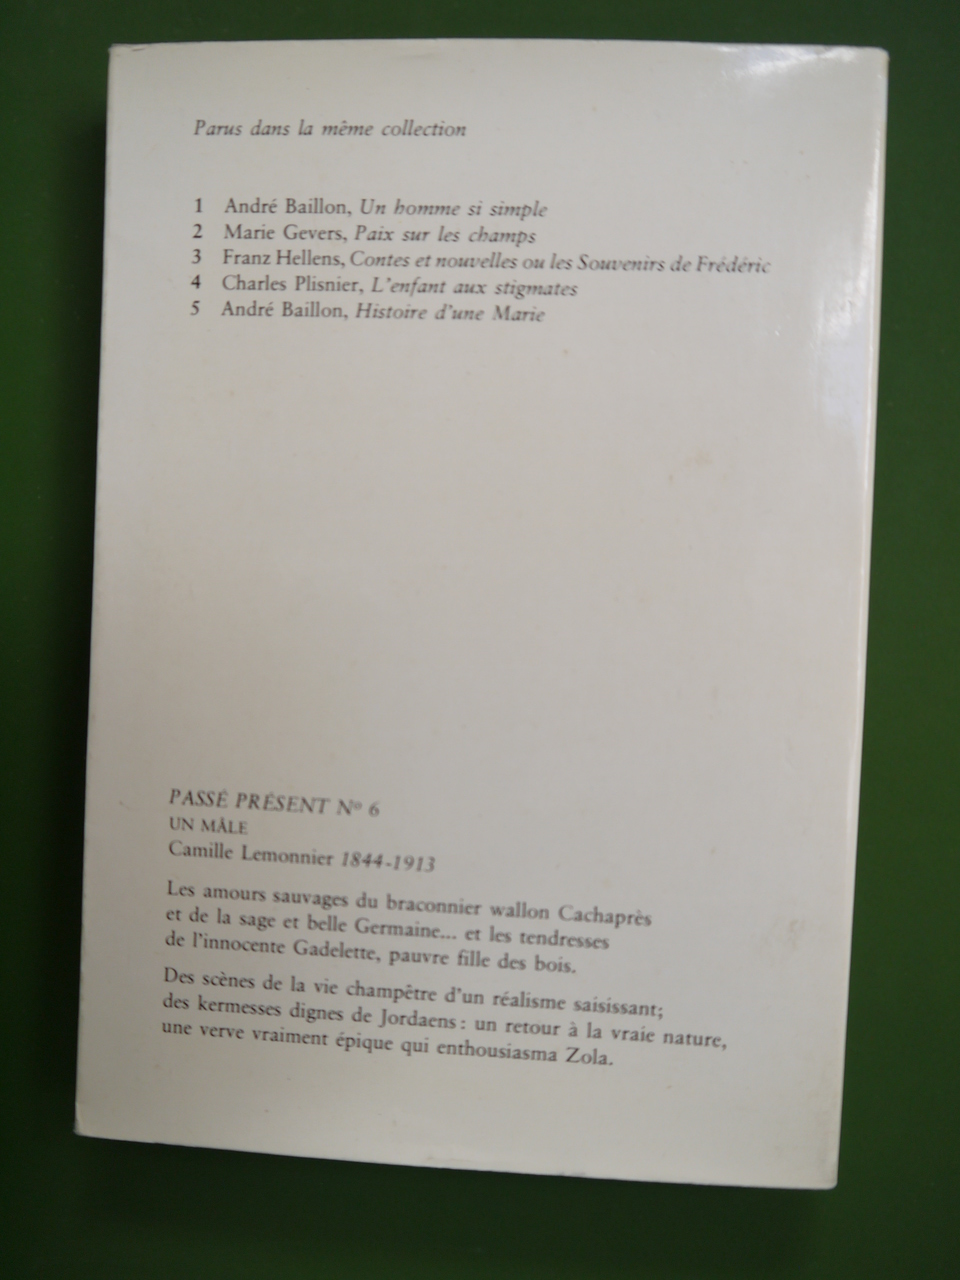 Parus dans la même collection
1 André Baillon, Un homme si simple
2 Marie Gevers, Paix sur les champs
3 Franz Hellens, Contes et nouvelles ou les Souvenirs de Frédéric
4 Charles Plisnier, L'enfant aux stigmates
5 André Baillon, Histoire d'une Marie
PASSÉ PRÉSENT Nº 6
UN MÂLE
Camille Lemonnier 1844-1913
Les amours sauvages du braconnier wallon Cachaprès
et de la sage et belle Germaine... et les tendresses
de l'innocente Gadelette, pauvre fille des bois.
Des scènes de la vie champêtre d'un réalisme saisissant;
des kermesses dignes de Jordaens : un retour à la vraie nature,
une verve vraiment épique qui enthousiasma Zola.